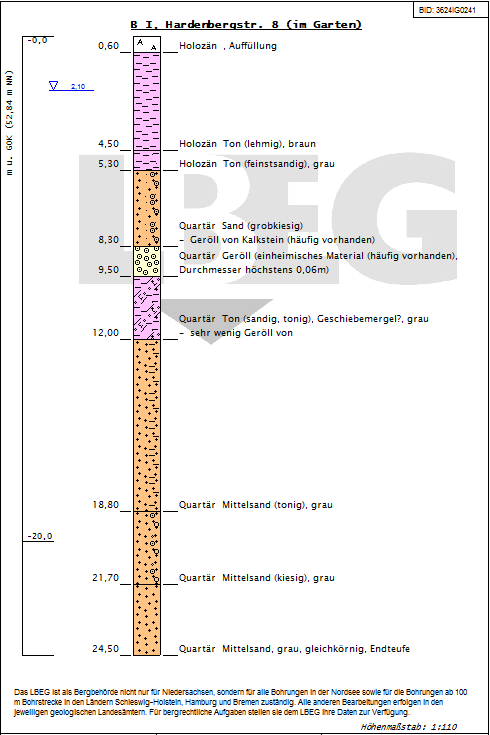 BID: 3624IG0241
B I, Hardenbergstr. 8 (im Garten)
m u. GOK (52,84 m NN)
-0,0
A A
A
0,60 Holozän , Auffüllung
2,10
4,50 Holozän Ton (lehmig), braun
5,30 Holozän Ton (feinstsandig), grau
LBEG
Quartär Sand (grobkiesig)
8,30 - Geröll von Kalkstein (häufig vorhanden)
Quartär Geröll (einheimisches Material (häufig vorhanden),
9,50 Durchmesser höchstens 0,06m)
Quartär Ton (sandig, tonig), Geschiebemergel?, grau
12,00 - sehr wenig Geröll von
18,80 Quartär Mittelsand (tonig), grau
-20,0
21,70 Quartär Mittelsand (kiesig), grau
24,50 Quartär Mittelsand, grau, gleichkörnig, Endteufe
Das LBEG ist als Bergbehörde nicht nur für Niedersachsen, sondern für alle Bohrungen in der Nordsee sowie für die Bohrungen ab 100
m Bohrstrecke in den Ländern Schleswig-Holstein, Hamburg und Bremen zuständig. Alle anderen Bearbeitungen erfolgen in den
jeweiligen geologischen Landesämtern. Für bergrechtliche Aufgaben stellen sie dem LBEG ihre Daten zur Verfügung.
Höhenmaßstab: 1:110